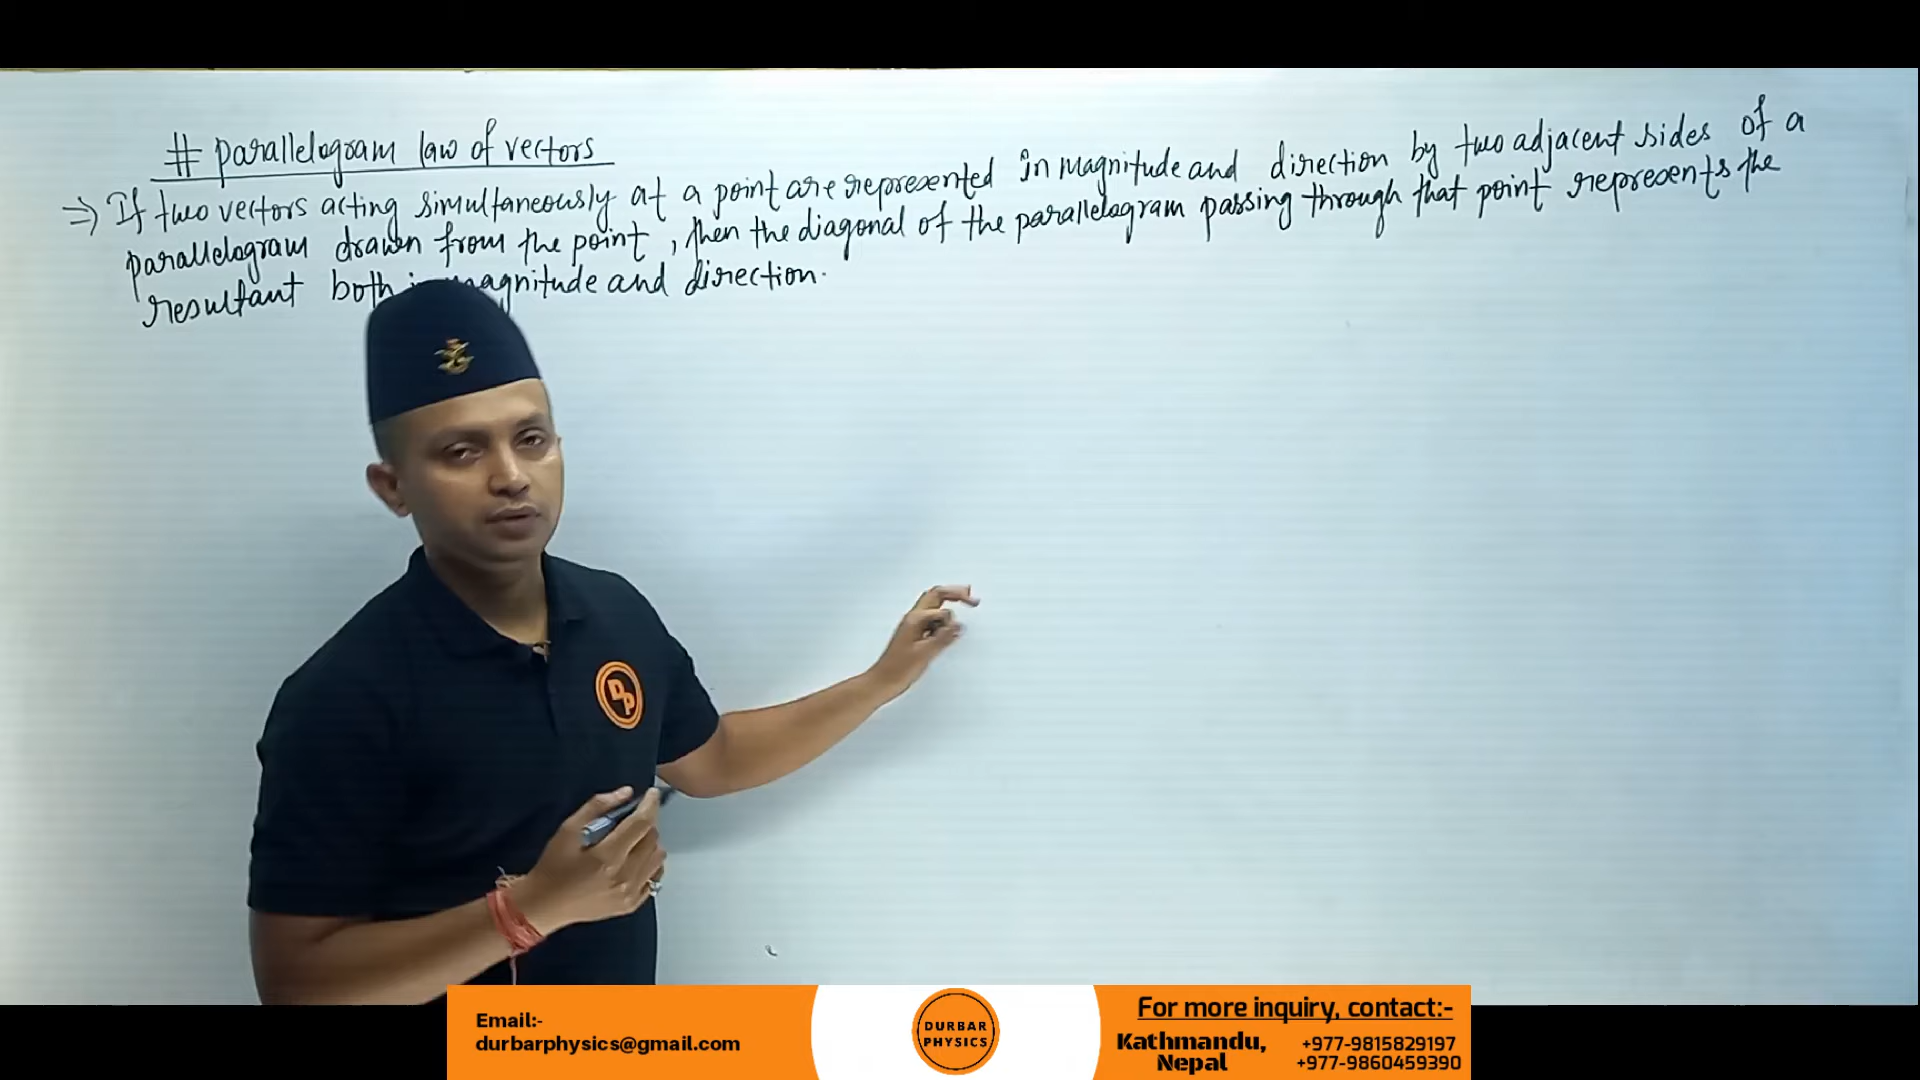 # parallelogram law of vectors
⇒ If two vectors acting simultaneously at a point are represented in magnitude and direction by two adjacent sides of a
parallelogram drawn from the point, then the diagonal of the parallelogram passing through that point represents the
resultant both magnitude and direction.
DP
Email:-
durbarphysics@gmail.com
DURBAR
PHYSICS
For more inquiry, contact:-
Kathmandu,
Nepal
+977-9815829197
+977-9860459390